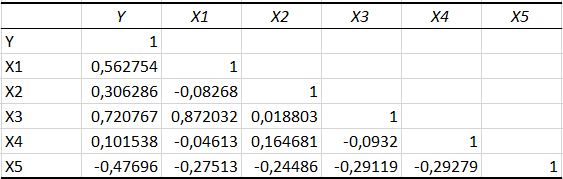 Y X1 X2 X3 X4 X5
Y 1
X1 0,562754 1
X2 0,306286 -0,08268 1
X3 0,720767 0,872032 0,018803 1
X4 0,101538 -0,04613 0,164681 -0,0932 1
X5 -0,47696 -0,27513 -0,24486 -0,29119 -0,29279 1